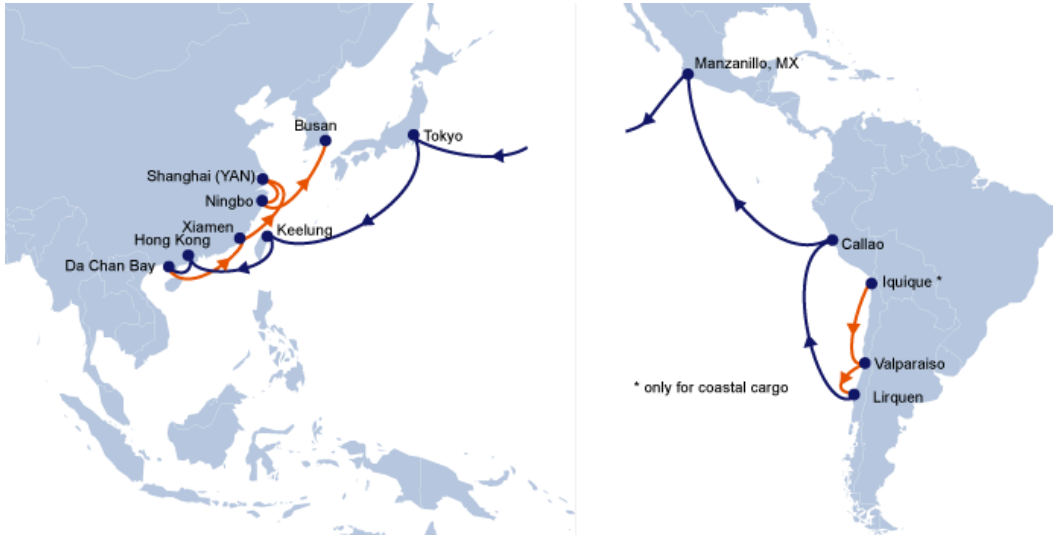 Busan
Tokyo
Shanghai (YAN)
Ningbo
Xiamen
Keelung
Hong Kong
Da Chan Bay
Manzanillo, MX
Callao
Iquique *
Valparaiso
* only for coastal cargo
Lirquen